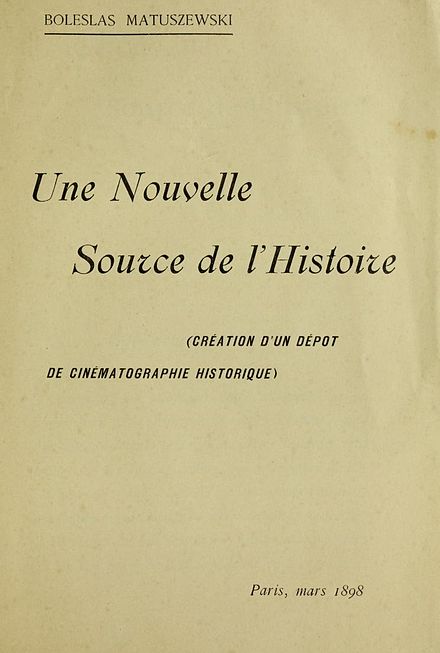 BOLESLAS MATUSZEWSKI
Une Nouvelle
Source de l'Histoire
(CRÉATION D'UN DÉPOT
DE CINÉMATOGRAPHIE HISTORIQUE)
Paris, mars 1898